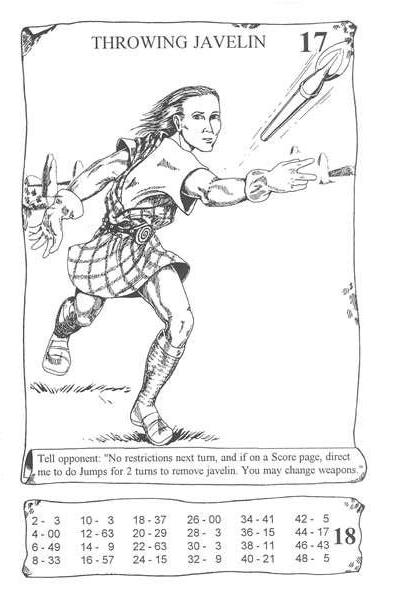 THROWING JAVELIN 17
Tell opponent: "No restrictions next turn, and if on a Score page, direct
me to do Jumps for 2 turns to remove javelin. You may change weapons."
2 - 3 10 - 3 18 - 37 26 - 00 34 - 41 42 - 5
4 - 00 12 - 63 20 - 29 28 - 3 36 - 15 44 - 17
6 - 49 14 - 9 22 - 63 30 - 3 38 - 11 46 - 43
8 - 33 16 - 57 24 - 15 32 - 9 40 - 21 48 - 5
18